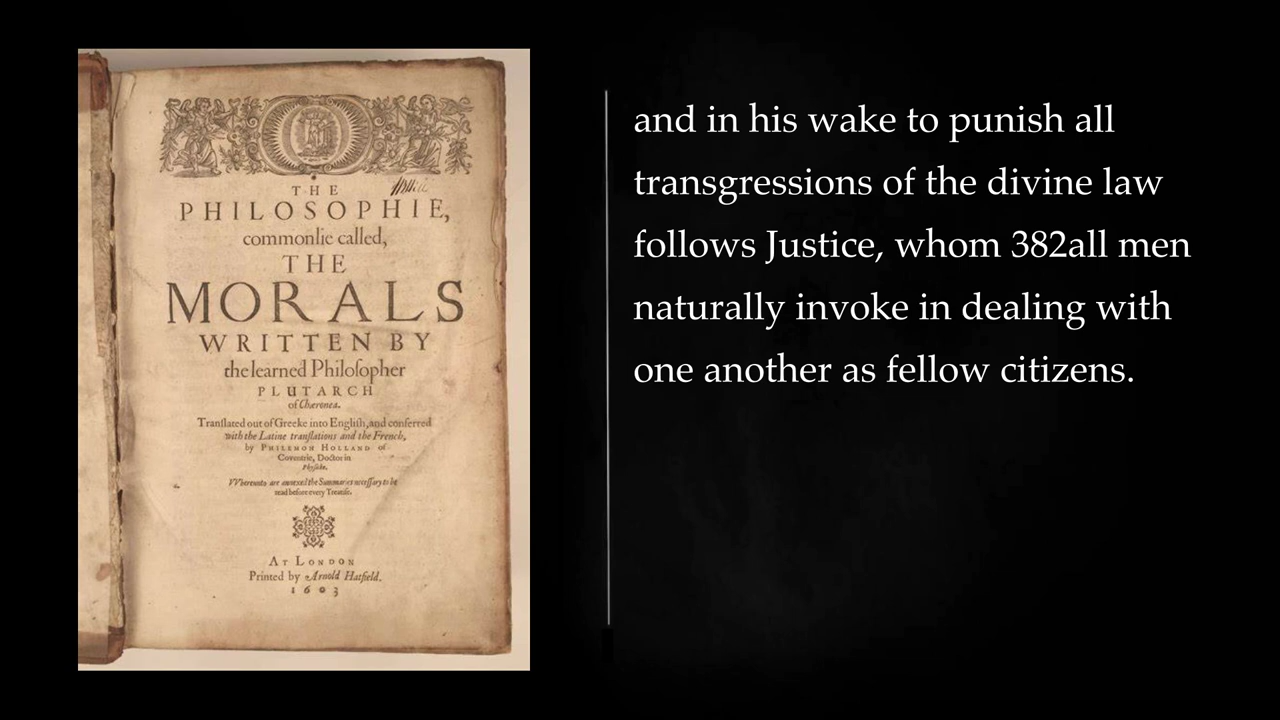 THE
PHILOSOPHIE,
commonlie called,
THE
MORALS
WRITTEN BY
the learned Philosopher
PLUTARCH
of Chæronea.
Tranſlated out of Greeke into Engliſh, and conferred
with the Latine tranſlations and the French,
by PHILEMON HOLLAND of
Coventrie, Doctor in
Phyſicke.
VVhereunto are annexed the Summaries neceſſary to be
read before every Treatiſe.
AT LONDON
Printed by Arnold Hatfield.
1603
and in his wake to punish all
transgressions of the divine law
follows Justice, whom 382all men
naturally invoke in dealing with
one another as fellow citizens.